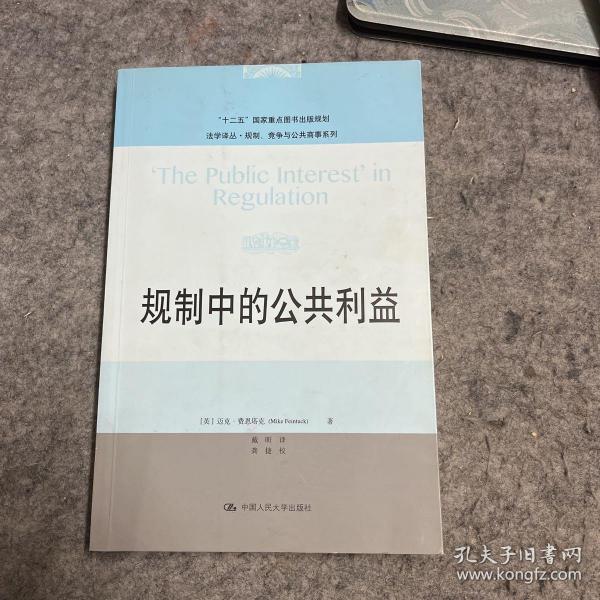 “十二五”国家重点图书出版规划
法学译丛·规制、竞争与公共商事系列
'The Public Interest' in
Regulation
规制中的公共利益
[英] 迈克·费恩塔克 (Mike Feintuck) 著
戴昕 译
龚捷 校
中国人民大学出版社
孔夫子旧书网
www.kongfz.com